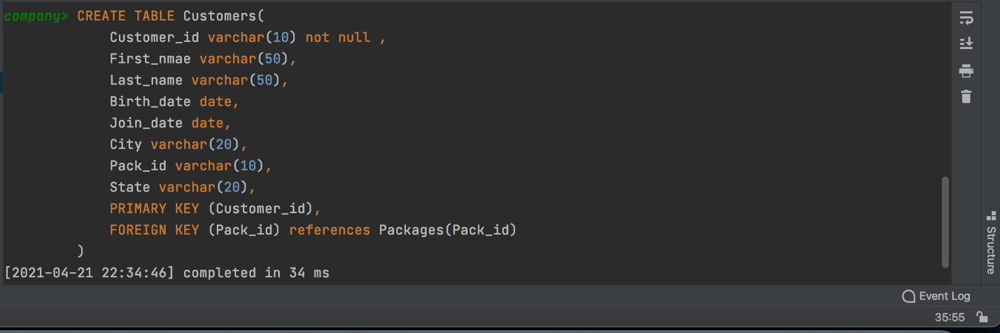 company> CREATE TABLE Customers(
Customer_id varchar(10) not null ,
First_nmae varchar(50),
Last_name varchar(50),
Birth_date date,
Join_date date,
City varchar(20),
Pack_id varchar(10),
State varchar(20),
PRIMARY KEY (Customer_id),
FOREIGN KEY (Pack_id) references Packages(Pack_id)
)
[2021-04-21 22:34:46] completed in 34 ms
Structure
Event Log
35:55